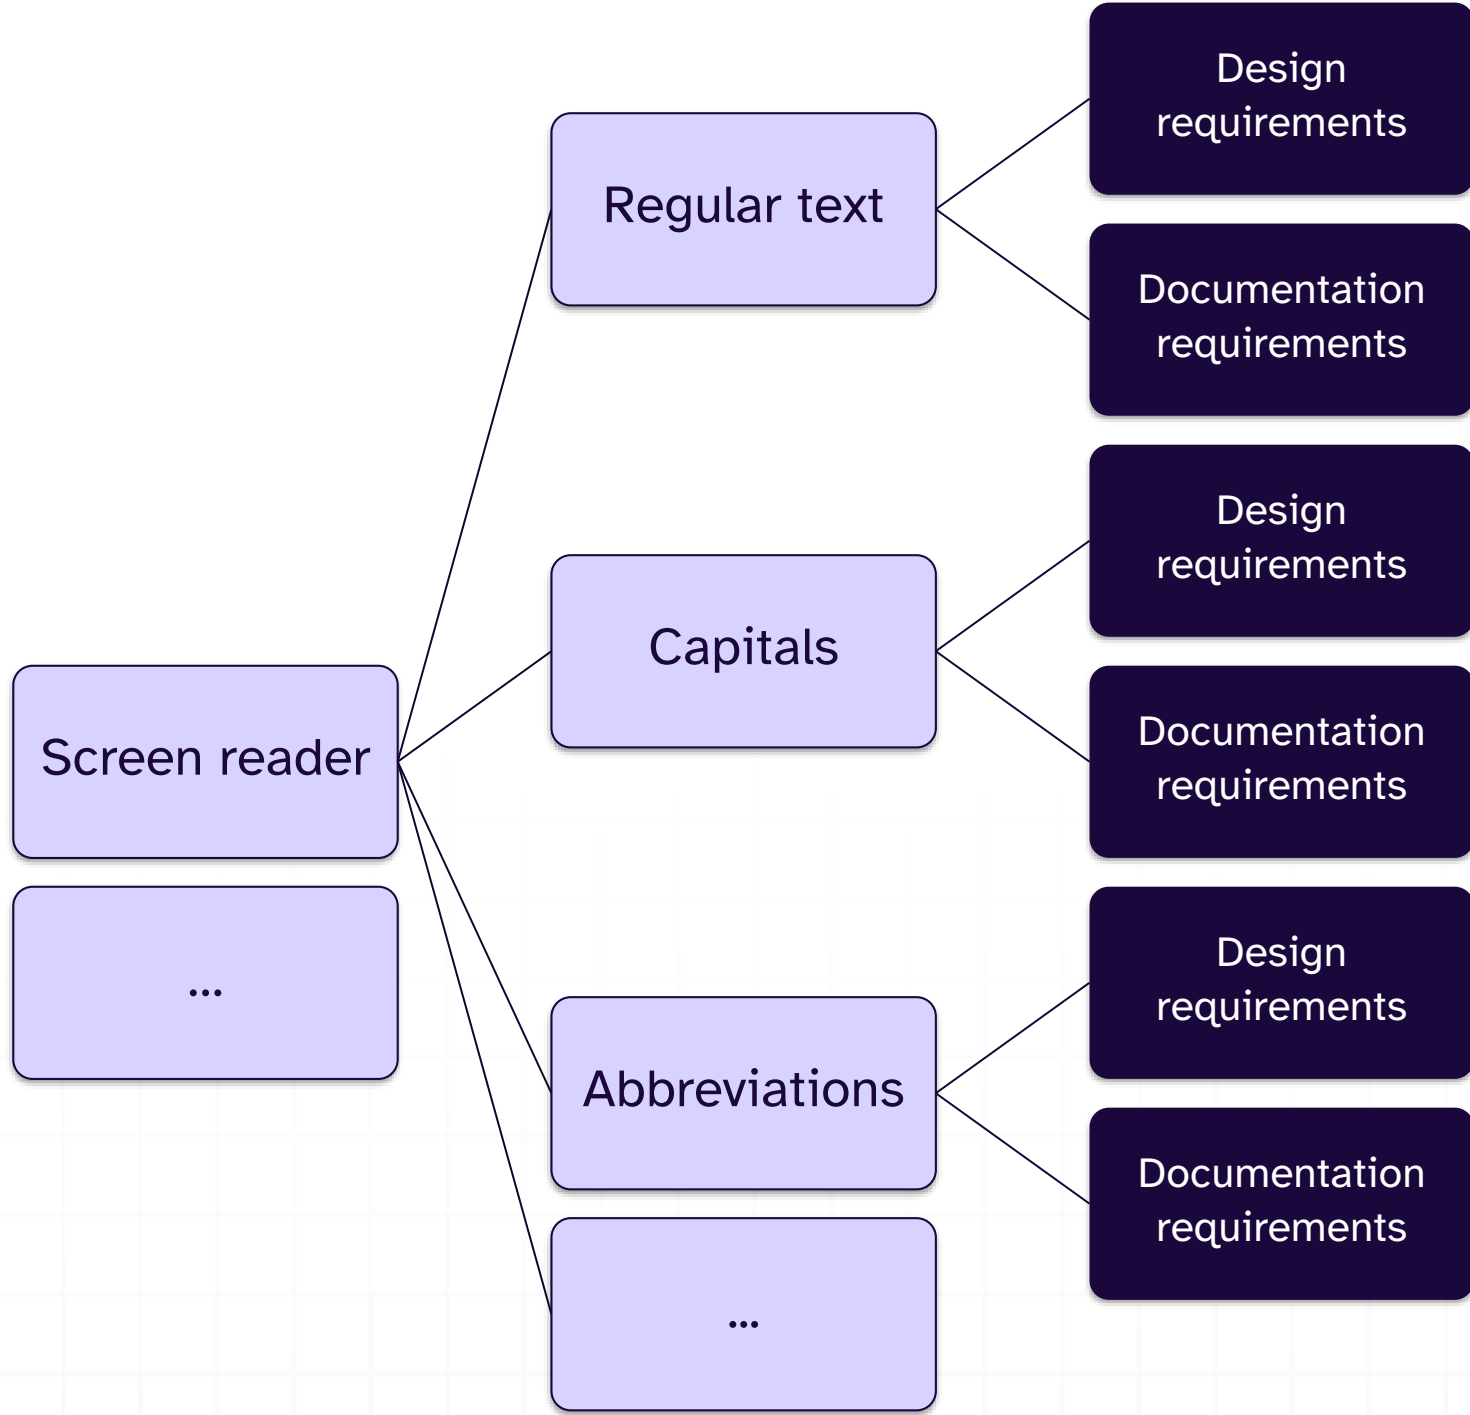 Screen reader
...
Regular text
Capitals
Abbreviations
...
Design
requirements
Documentation
requirements
Design
requirements
Documentation
requirements
Design
requirements
Documentation
requirements